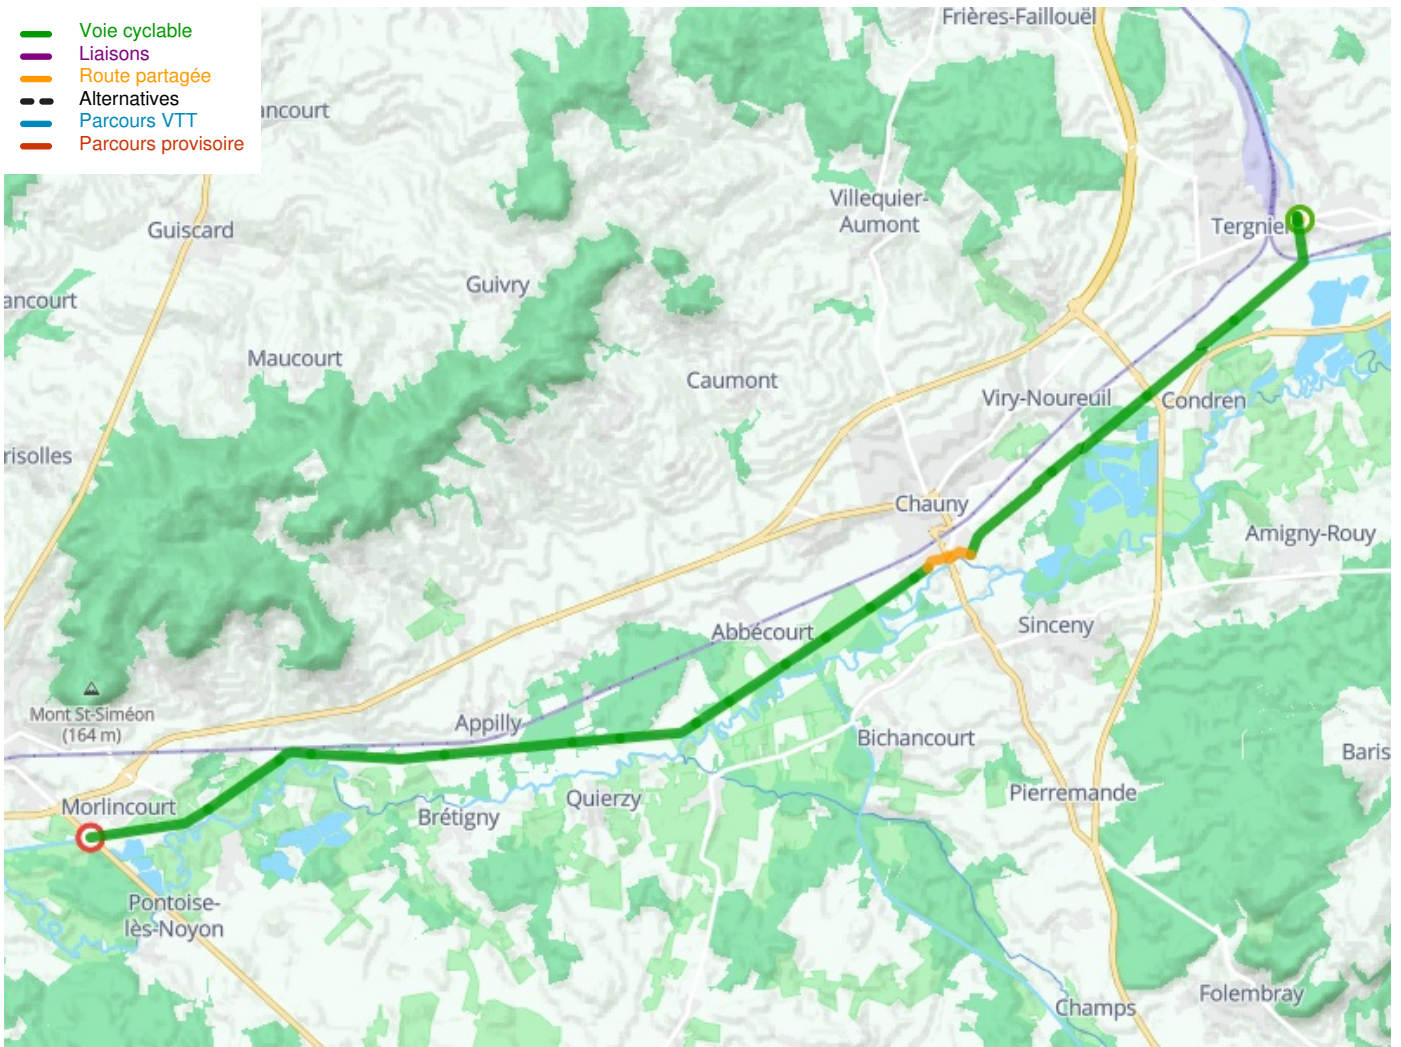 Voie cyclable
Liaisons
Route partagée
Alternatives
Parcours VTT
Parcours provisoire
Frières-Faillouël
ancourt
Villequier-
Aumont
Guiscard
Tergnier
Guivry
ancourt
Maucourt
Caumont
Viry-Noureuil
Condren
risolles
Chauny
Amigny-Rouy
Abbécourt
Sinceny
Mont St-Siméon
(164 m)
Appilly
Bichancourt
Baris
Morlincourt
Quierzy
Pierremande
Brétigny
Pontoise-
lès-Noyon
Folembray
Champs